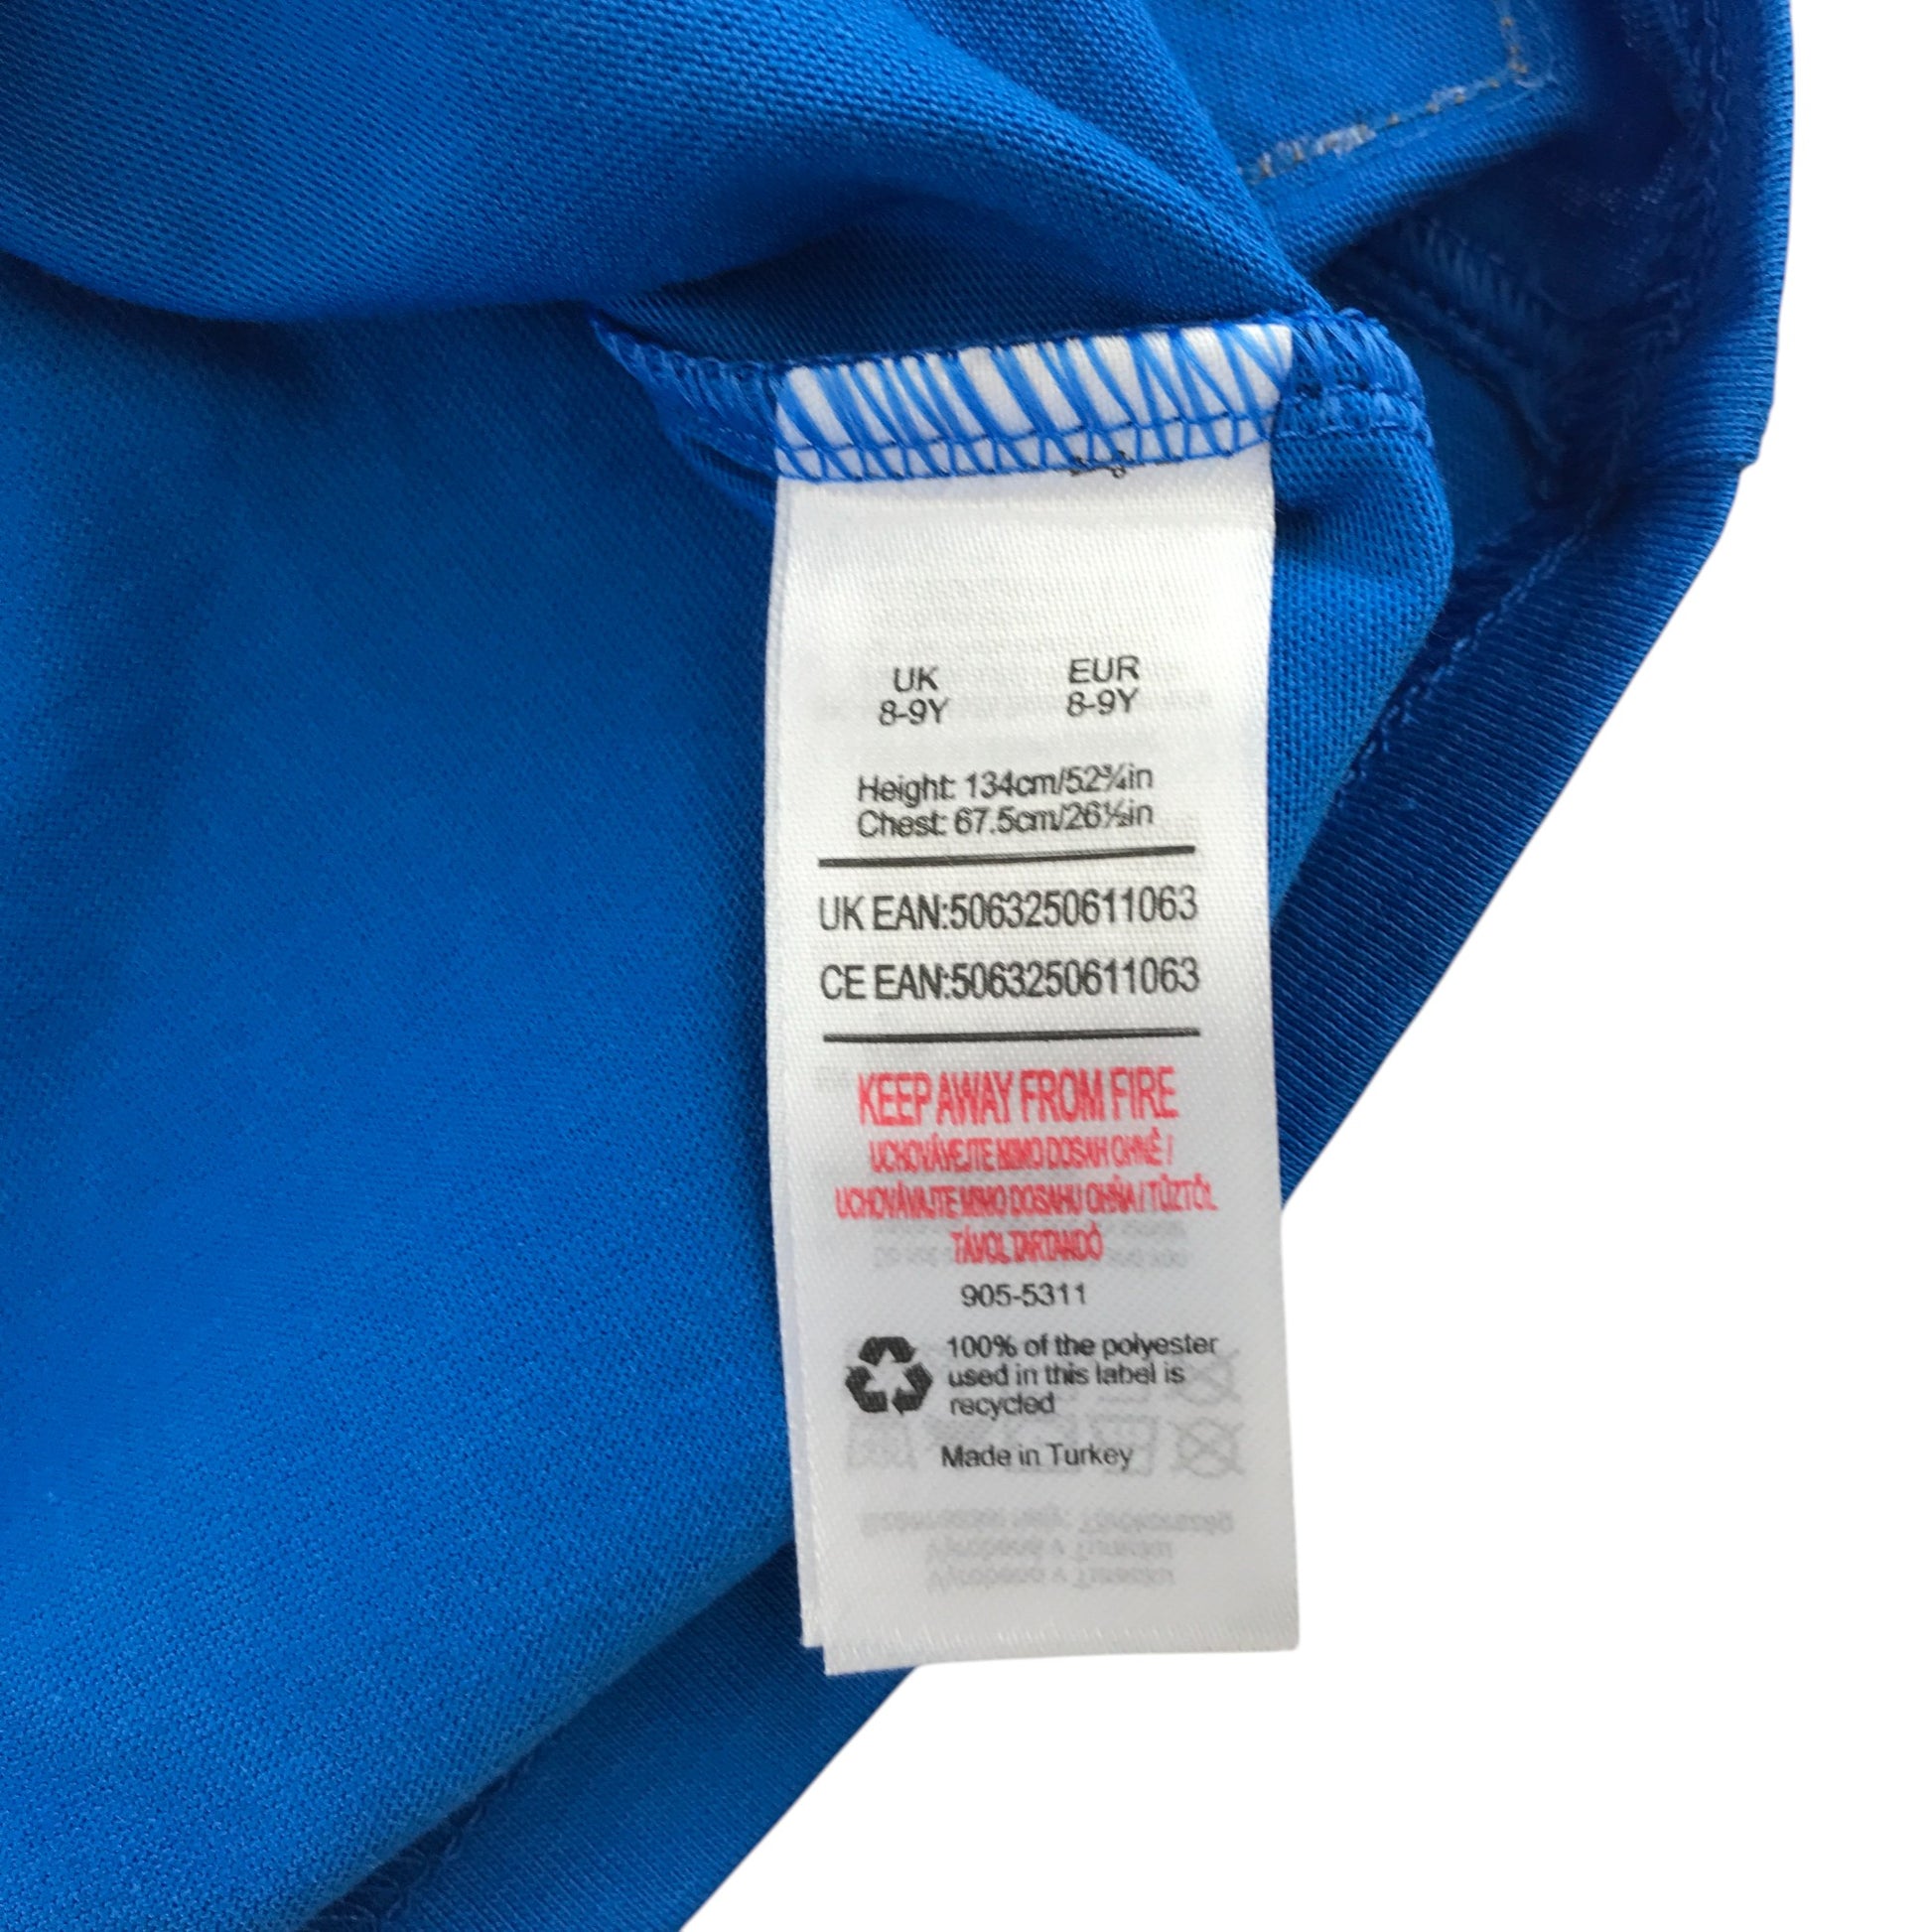 UK EUR
8-9Y 8-9Y
Height: 134cm/52¾in
Chest: 67.5cm/26½in
UK EAN:5063250611063
CE EAN:5063250611063
KEEP AWAY FROM FIRE
UCHOVÁVEJTE MIMO DOSAH OHNĚ /
UCHOVÁVAJTE MIMO DOSAHU OHŇA / TŰZTŐL
TÁVOL TARTANDÓ
905-5311
100% of the polyester
used in this label is
recycled
Made in Turkey